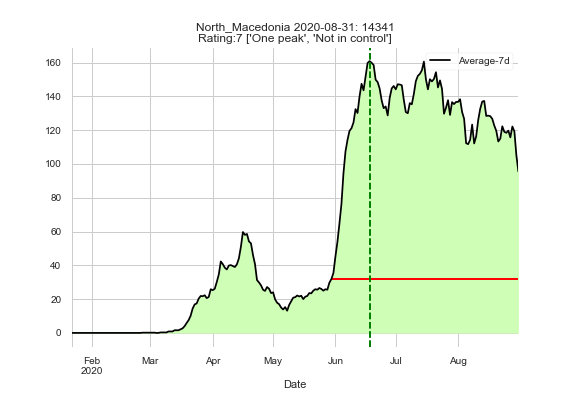 North_Macedonia 2020-08-31: 14341
Rating:7 ['One peak', 'Not in control']
Average-7d
160
140
120
100
80
60
40
20
0
Feb Mar Apr May Jun Jul Aug
2020
Date